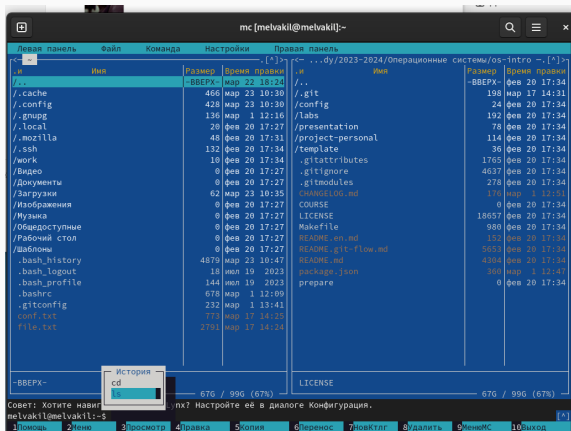 mc [melvakil@melvakil]:~
Левая панель Файл Команда Настройки Правая панель
<– ~ .[^]> <– ...dy/2023-2024/Операционные системы/os-intro –.[^]>
.и Имя Размер Время правки .и Имя Размер Время правки
/.. -ВВЕРХ- мар 22 18:24 /.. -ВВЕРХ- фев 20 17:34
/.cache 466 мар 23 10:30 /.git 198 мар 17 14:31
/.config 428 мар 23 10:30 /config 24 фев 20 17:34
/.gnupg 136 мар 1 12:16 /labs 192 фев 20 17:34
/.local 20 фев 20 17:27 /presentation 78 фев 20 17:34
/.mozilla 48 фев 20 17:31 /project-personal 114 фев 20 17:34
/.ssh 132 фев 20 17:34 /template 36 фев 20 17:34
/work 10 фев 20 17:34 .gitattributes 1765 фев 20 17:34
/Видео 0 фев 20 17:27 .gitignore 4637 фев 20 17:34
/Документы 0 фев 20 17:27 .gitmodules 278 фев 20 17:34
/Загрузки 62 мар 23 10:35 CHANGELOG.md 176 мар 1 12:51
/Изображения 0 фев 20 17:27 COURSE 0 фев 20 17:34
/Музыка 0 фев 20 17:27 LICENSE 18657 фев 20 17:34
/Общедоступные 0 фев 20 17:27 Makefile 980 фев 20 17:34
/Рабочий стол 0 фев 20 17:27 README.en.md 152 фев 20 17:34
/Шаблоны 0 фев 20 17:27 README.git-flow.md 5653 фев 20 17:34
.bash_history 4879 мар 23 10:47 README.md 4304 фев 20 17:34
.bash_logout 18 июл 19 2023 package.json 360 мар 1 12:47
.bash_profile 144 июл 19 2023 prepare 0 фев 20 17:34
.bashrc 678 мар 1 12:09
.gitconfig 232 мар 1 13:41
conf.txt 773 мар 17 14:25
file.txt 2791 мар 17 14:24
История
-ВВЕРХ- cd LICENSE
ls
67G / 99G (67%) 67G / 99G (67%)
Совет: Хотите нави ynx? Настройте её в диалоге Конфигурация.
melvakil@melvakil:~$ [^]
1Помощь 2Меню 3Просмотр 4Правка 5Копия 6Перенос 7НовКтлг 8Удалить 9МенюМС 10Выход